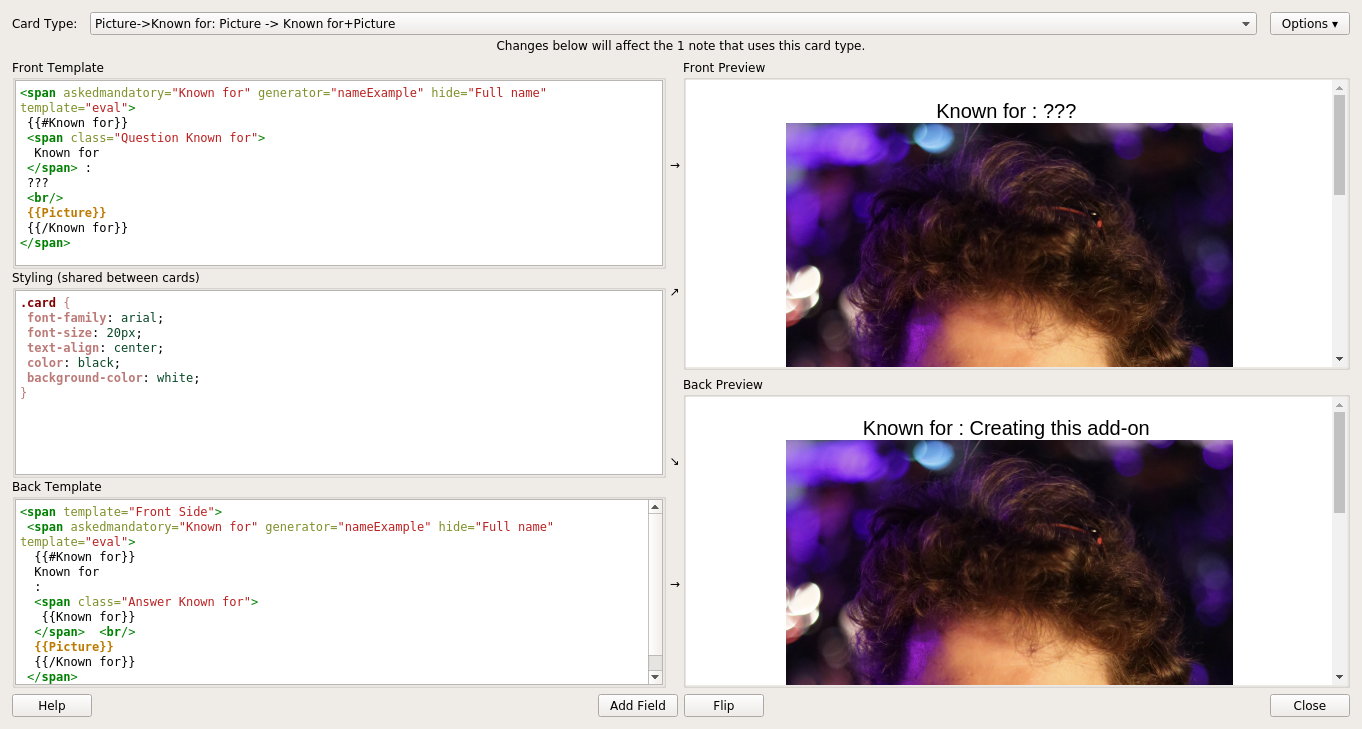 Card Type: Picture->Known for: Picture -> Known for+Picture Options ▾
Changes below will affect the 1 note that uses this card type.
Front Template
<span askedmandatory="Known for" generator="nameExample" hide="Full name"
template="eval">
{{#Known for}}
<span class="Question Known for">
Known for
</span> :
???
<br/>
{{Picture}}
{{/Known for}}
</span>
→
Styling (shared between cards)
.card {
font-family: arial;
font-size: 20px;
text-align: center;
color: black;
background-color: white;
}
↗
↘
Back Template
<span template="Front Side">
<span askedmandatory="Known for" generator="nameExample" hide="Full name"
template="eval">
{{#Known for}}
Known for
:
<span class="Answer Known for">
{{Known for}}
</span> <br/>
{{Picture}}
{{/Known for}}
</span>
→
Front Preview
Known for : ???
Back Preview
Known for : Creating this add-on
Help Add Field Flip Close